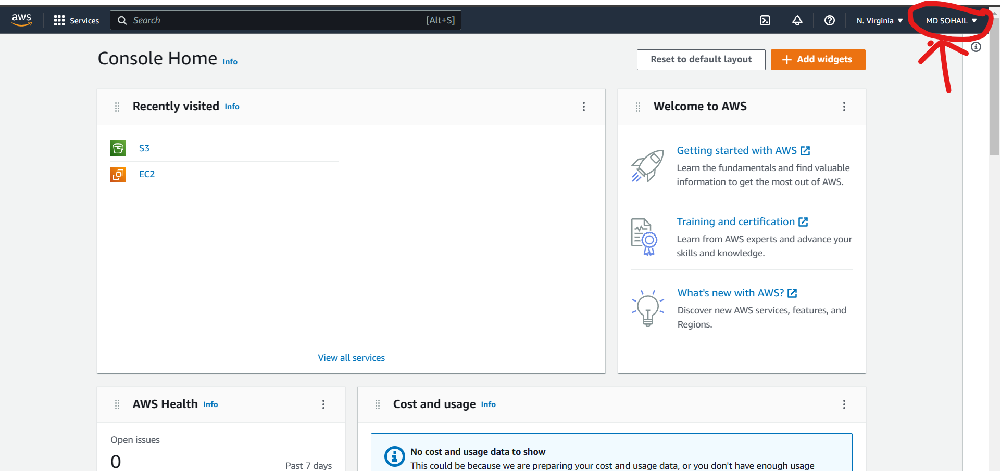 aws Services Search [Alt+S] N. Virginia MD SOHAIL
Console Home Info
Reset to default layout
Add widgets
Recently visited Info
S3
EC2
View all services
Welcome to AWS
Getting started with AWS
Learn the fundamentals and find valuable
information to get the most out of AWS.
Training and certification
Learn from AWS experts and advance your
skills and knowledge.
What's new with AWS?
Discover new AWS services, features, and
Regions.
AWS Health Info
Open issues
0
Past 7 days
Cost and usage Info
No cost and usage data to show
This could be because we are preparing your cost and usage data, or you don't have enough usage